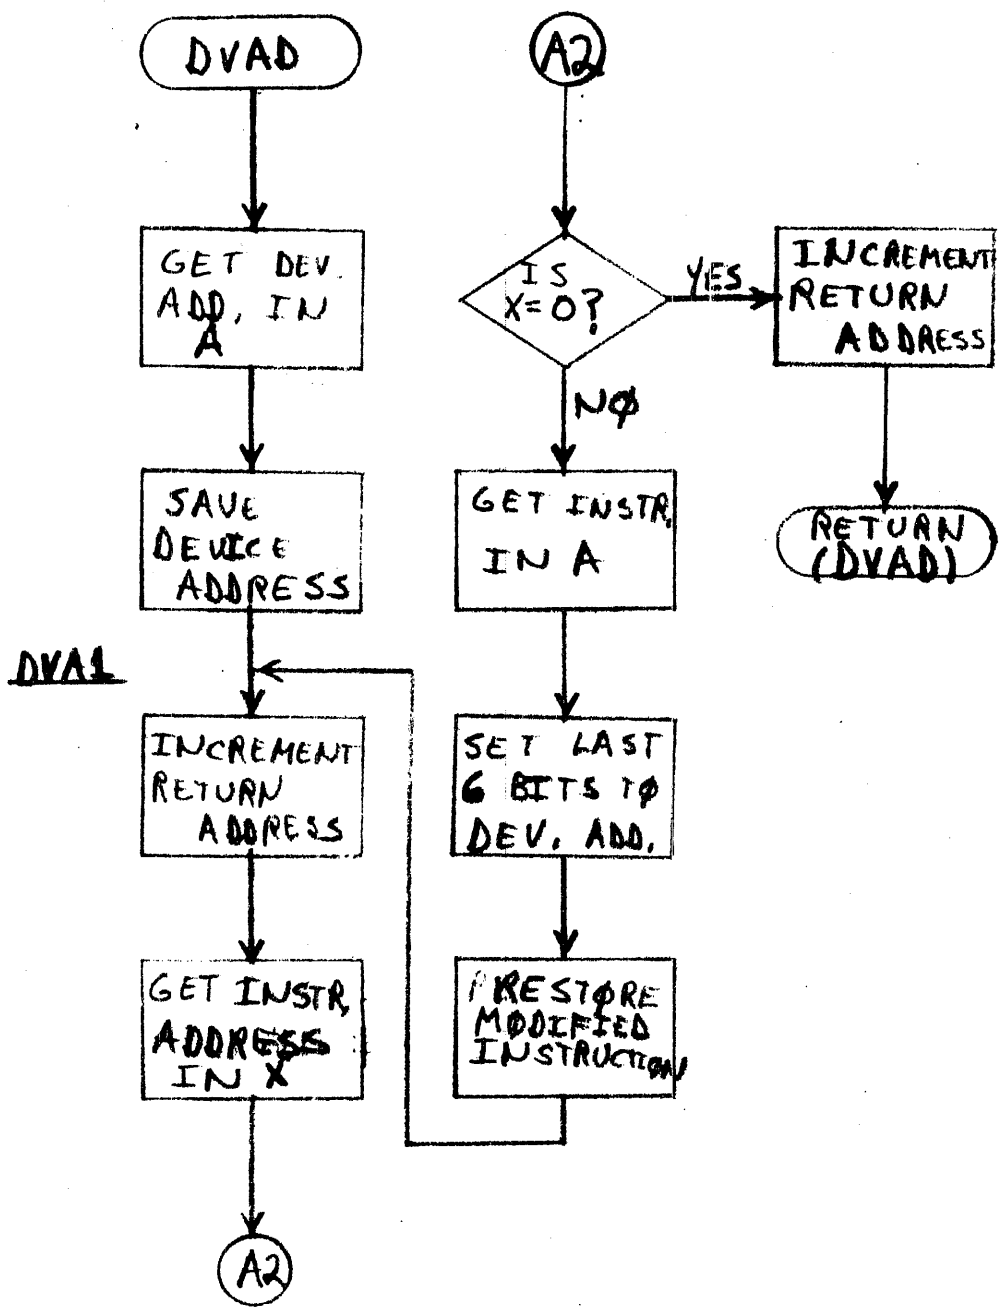 DVAD
GET DEV.
ADD, IN
A
SAVE
DEVICE
ADDRESS
DVA1
INCREMENT
RETURN
ADDRESS
GET INSTR.
ADDRESS
IN X
A2
A2
IS
X=0?
YES
NØ
GET INSTR.
IN A
SET LAST
6 BITS TØ
DEV. ADD.
RESTØRE
MØDIFIED
INSTRUCTIØN
INCREMENT
RETURN
ADDRESS
RETURN
(DVAD)